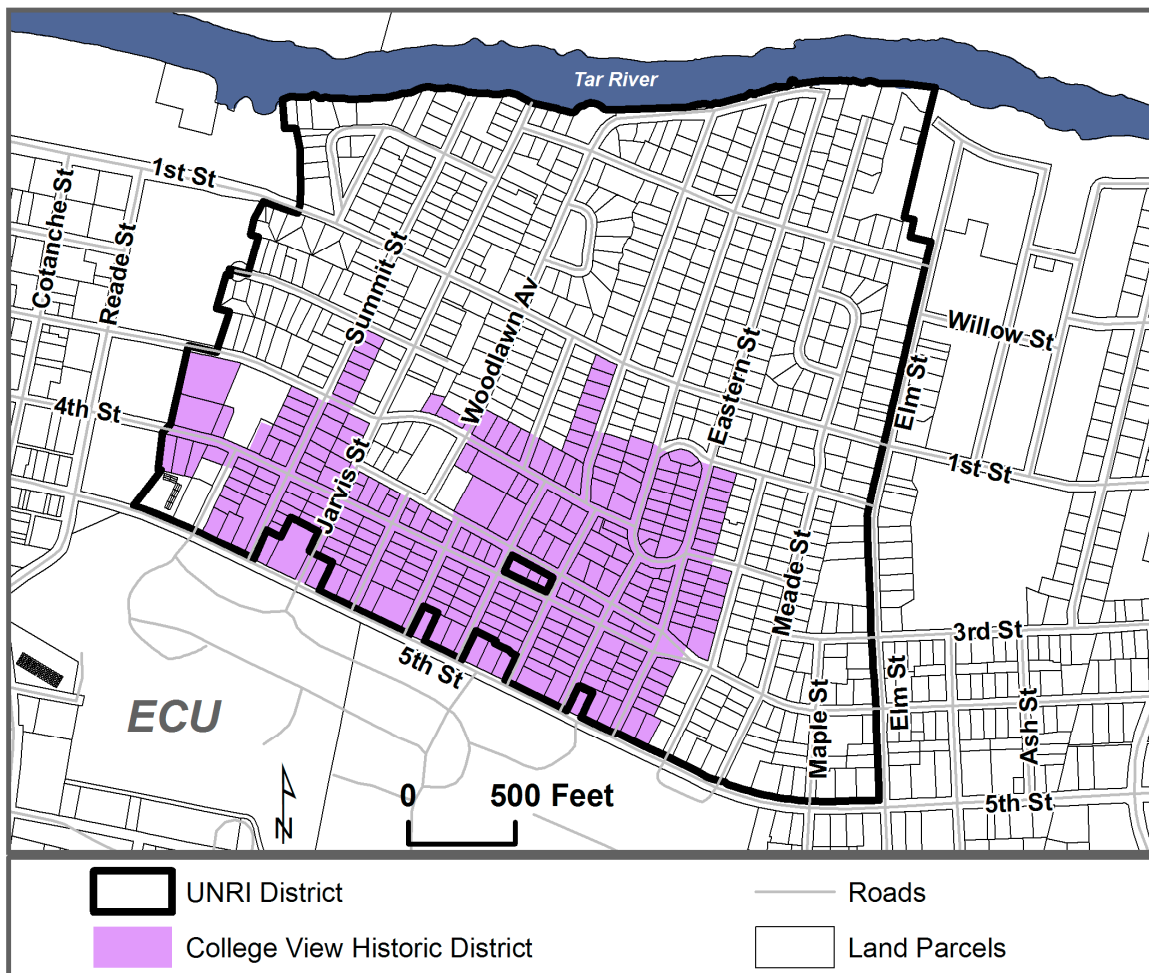 Tar River
1st St
Cotanche St
Reade St
Summit St
Woodlawn Av
Willow St
Eastern St
Elm St
4th St
1st St
Jarvis St
Meade St
3rd St
5th St
Elm St
Maple St
Ash St
ECU
N
0 500 Feet
5th St
UNRI District
Roads
College View Historic District
Land Parcels